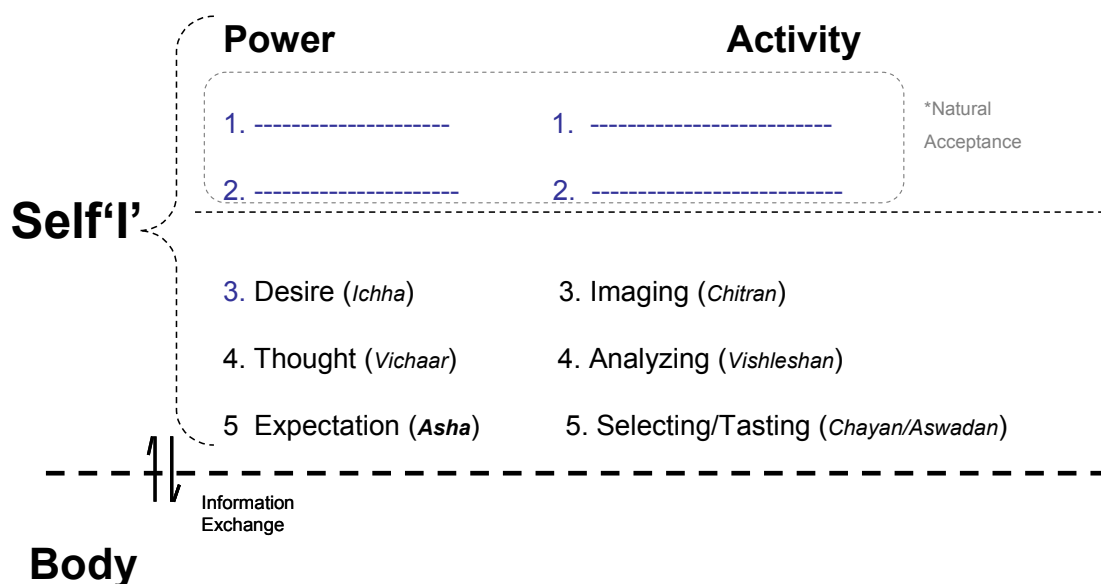 Power Activity
1. --------------------- 1. --------------------------
*Natural
Acceptance
2. ---------------------- 2. ---------------------------
Self‘I’
3. Desire (Ichha) 3. Imaging (Chitran)
4. Thought (Vichaar) 4. Analyzing (Vishleshan)
5 Expectation (Asha) 5. Selecting/Tasting (Chayan/Aswadan)
Information
Exchange
Body